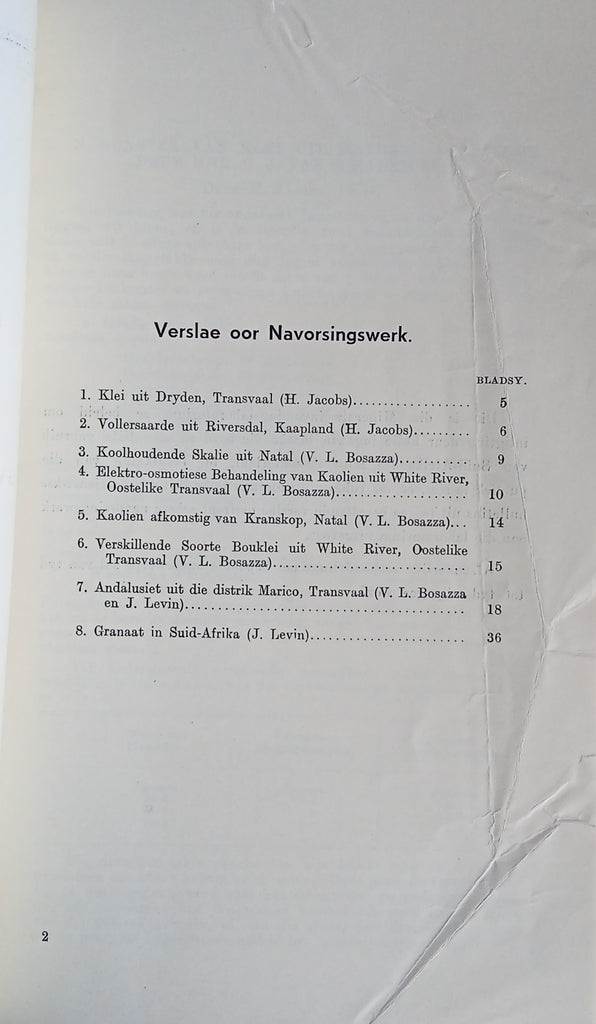 Verslae oor Navorsingswerk.
BLADSY.
1. Klei uit Dryden, Transvaal (H. Jacobs).................. 5
2. Vollersaarde uit Riversdal, Kaapland (H. Jacobs)......... 6
3. Koolhoudende Skalie uit Natal (V. L. Bosazza)........... 9
4. Elektro-osmotiese Behandeling van Kaolien uit White River,
Oostelike Transvaal (V. L. Bosazza)................... 10
5. Kaolien afkomstig van Kranskop, Natal (V. L. Bosazza)... 14
6. Verskillende Soorte Bouklei uit White River, Oostelike
Transvaal (V. L. Bosazza)........................... 15
7. Andalusiet uit die distrik Marico, Transvaal (V. L. Bosazza
en J. Levin)....................................... 18
8. Granaat in Suid-Afrika (J. Levin)...................... 36
2